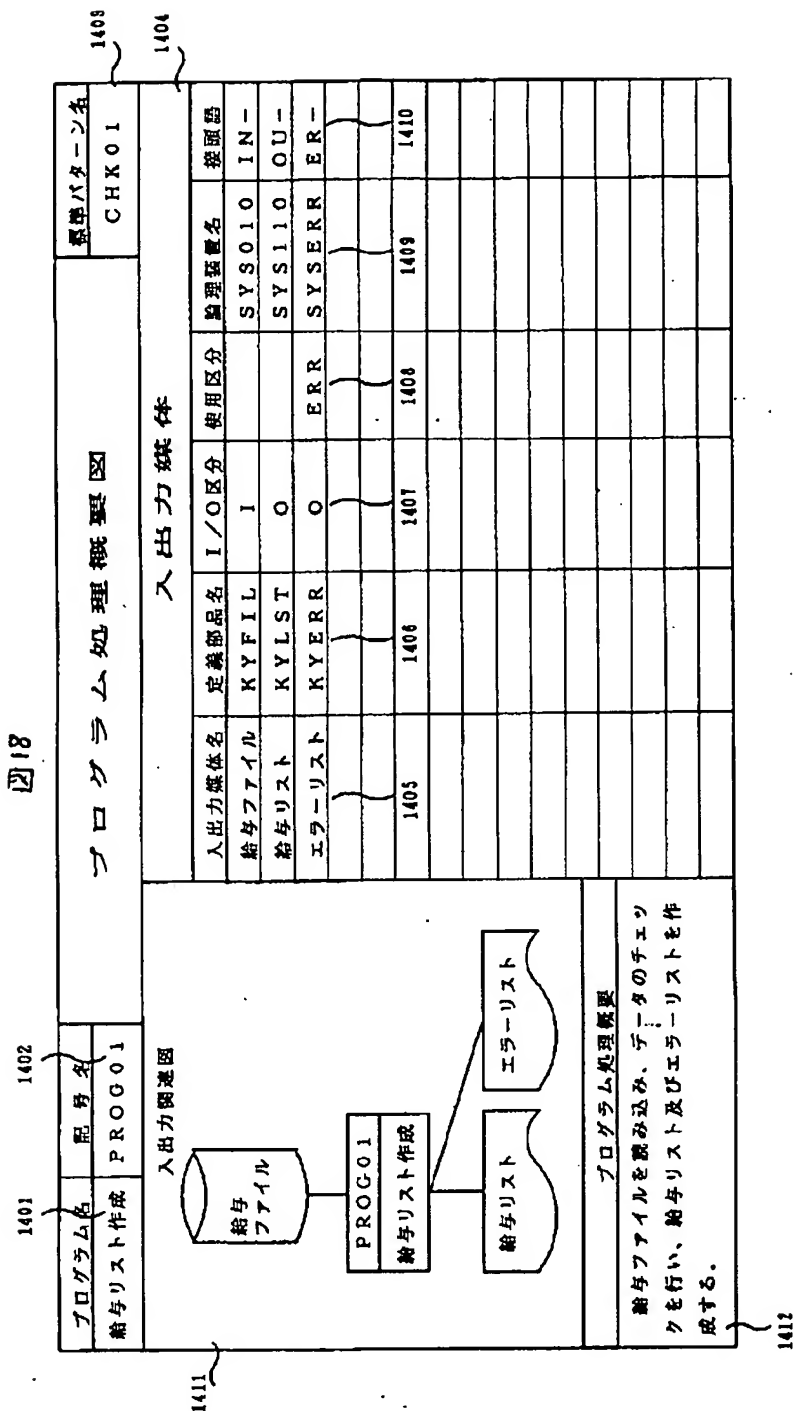 図18
1401
1402
1403
1404
プログラム名
記号名
プログラム処理概要図
標準パターン名
給与リスト作成
PROG01
CHK01
入出力関連図
給与
ファイル
PROG01
給与リスト作成
給与リスト
エラーリスト
1411
プログラム処理概要
給与ファイルを読み込み、データのチェッ
クを行い、給与リスト及びエラーリストを作
成する。
1412
入出力媒体
入出力媒体名 定義部品名 I/O区分 使用区分 論理装置名 接頭語
給与ファイル KYFIL I SYS010 IN-
給与リスト KYLST O SYS110 OU-
エラーリスト KYERR O ERR SYSERR ER-
1405 1406 1407 1408 1409 1410